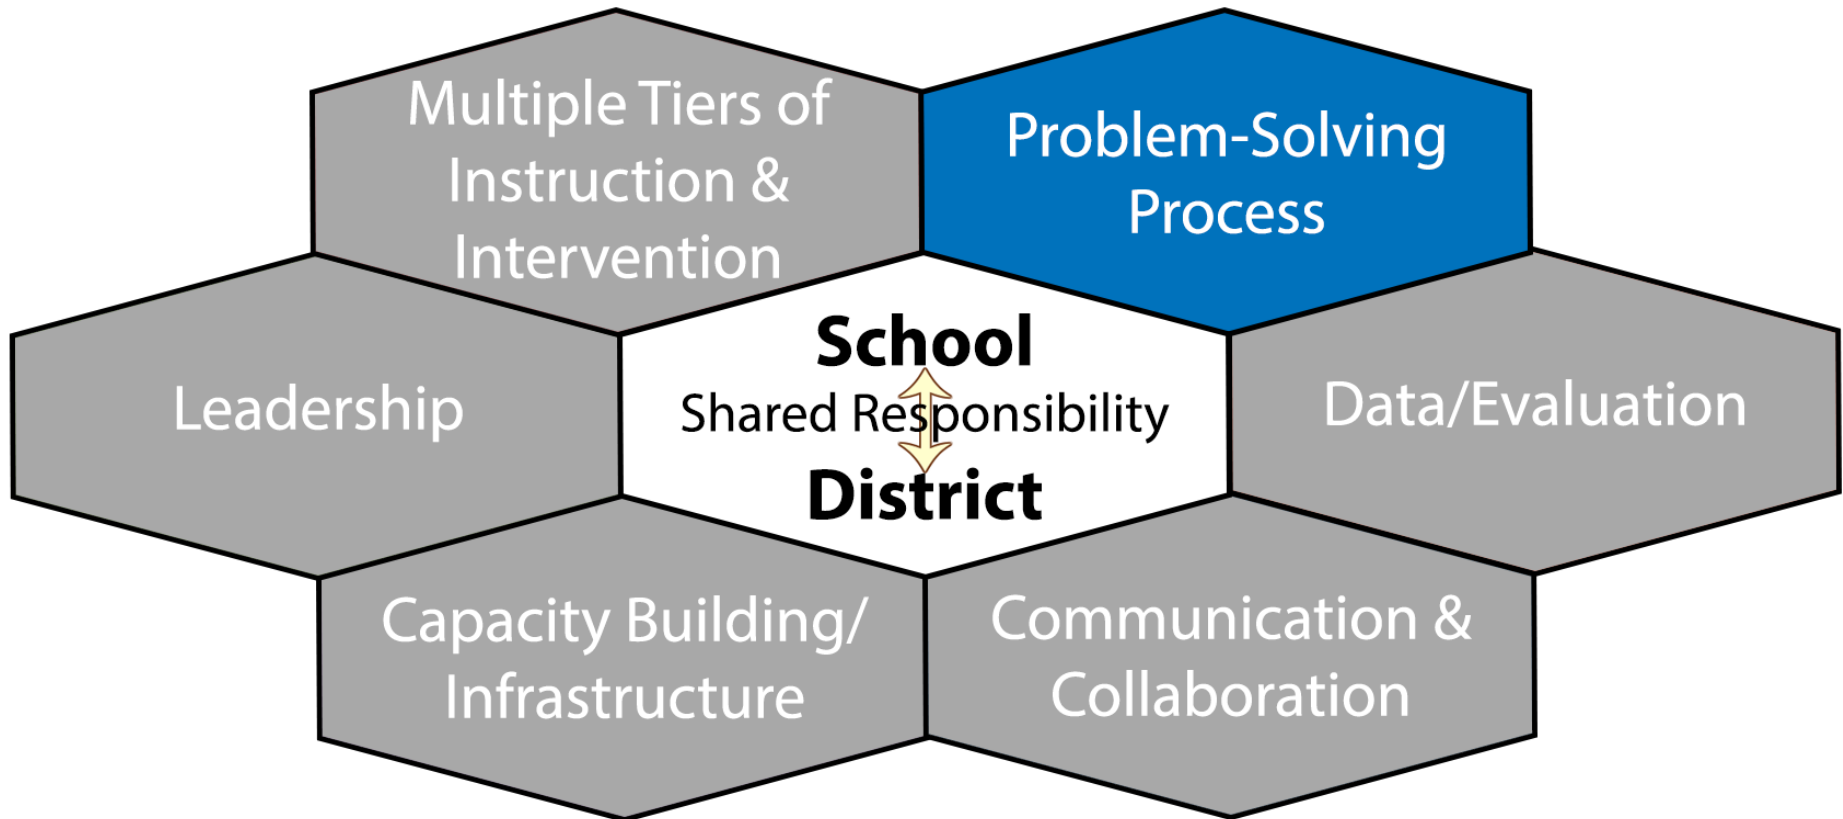 Multiple Tiers of
Instruction &
Intervention
Problem-Solving
Process
Leadership
School
Shared Responsibility
District
Data/Evaluation
Capacity Building/
Infrastructure
Communication &
Collaboration